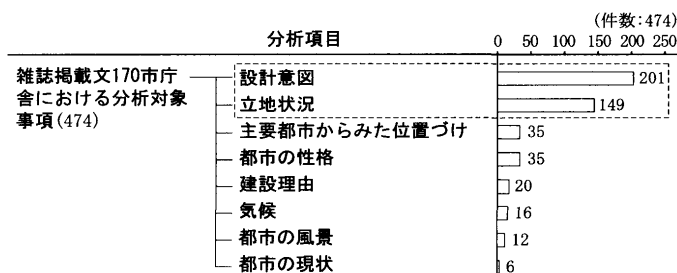 (件数:474)
分析項目
0 50 100 150 200 250
雑誌掲載文170市庁
舎における分析対象
事項(474)
設計意図 201
立地状況 149
主要都市からみた位置づけ 35
都市の性格 35
建設理由 20
気候 16
都市の風景 12
都市の現状 6